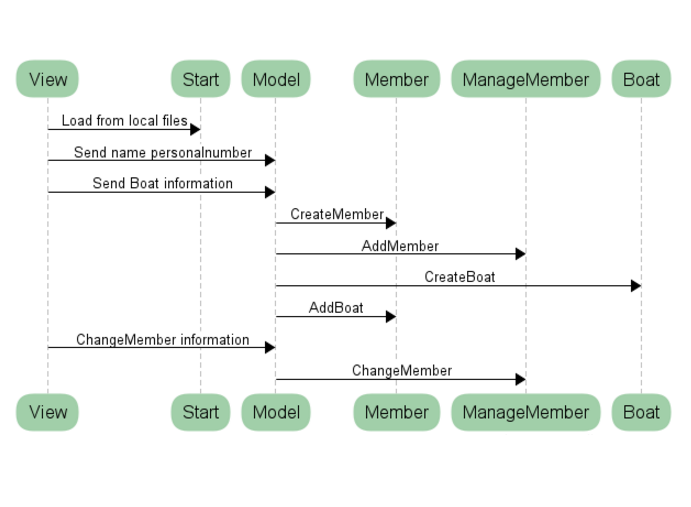 View Start Model Member ManageMember Boat
Load from local files
Send name personalnumber
Send Boat information
CreateMember
AddMember
CreateBoat
AddBoat
ChangeMember information
ChangeMember
View Start Model Member ManageMember Boat